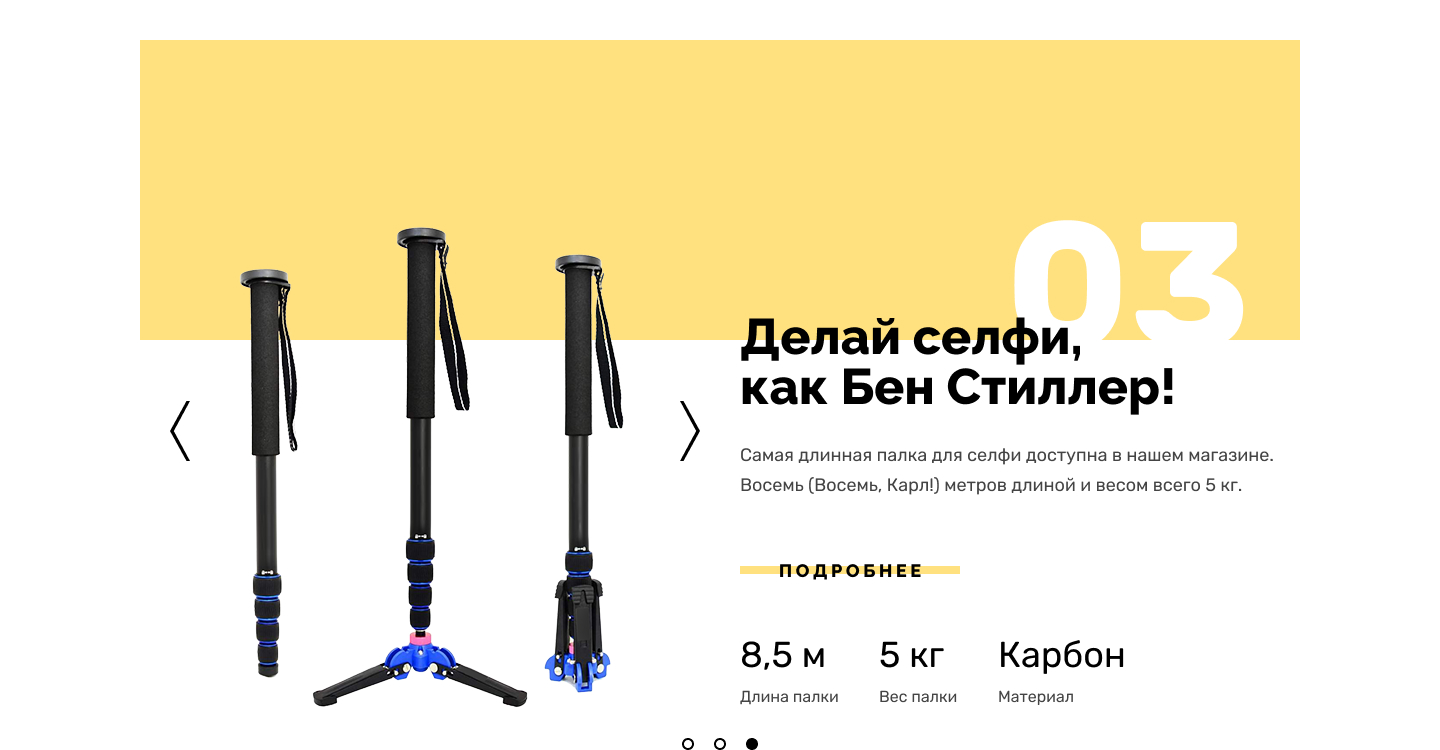 03
Делай селфи,
как Бен Стиллер!
Самая длинная палка для селфи доступна в нашем магазине.
Восемь (Восемь, Карл!) метров длиной и весом всего 5 кг.
ПОДРОБНЕЕ
8,5 м 5 кг Карбон
Длина палки Вес палки Материал